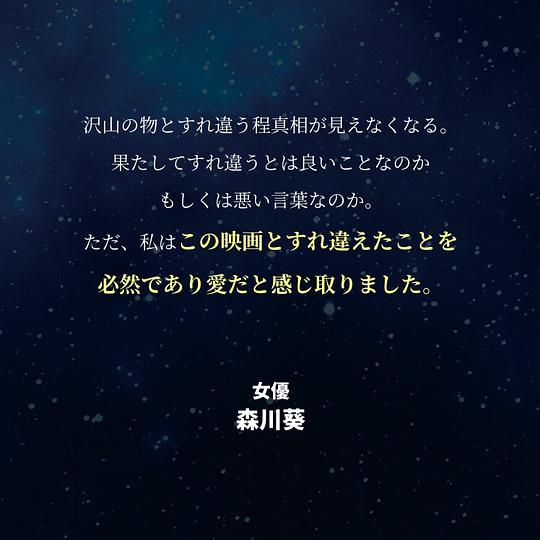 沢山の物とすれ違う程真相が見えなくなる。
果たしてすれ違うとは良いことなのか
もしくは悪い言葉なのか。
ただ、私はこの映画とすれ違えたことを
必然であり愛だと感じ取りました。
女優
森川葵